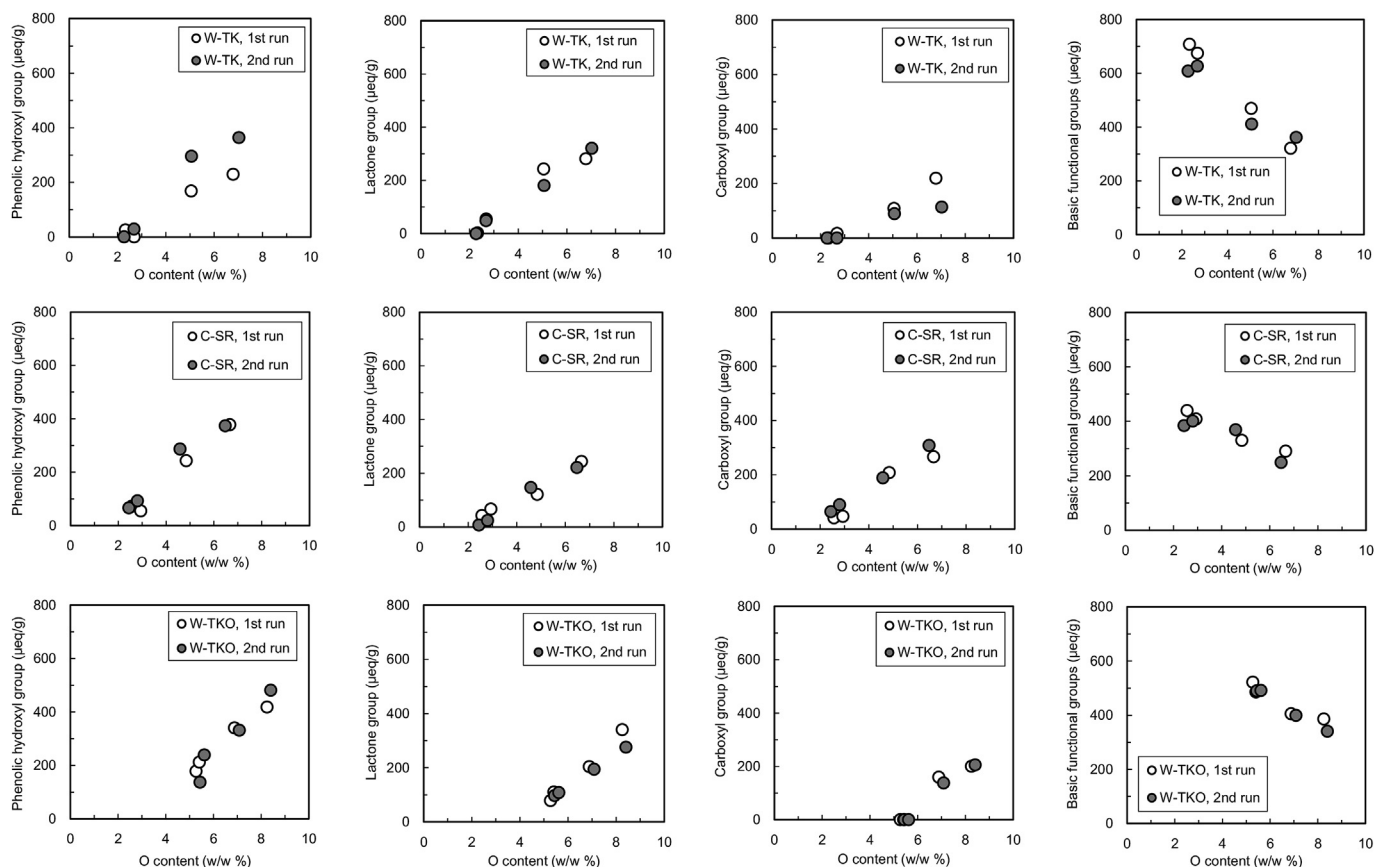 Phenolic hydroxyl group (μeq/g)
800
600
400
200
0
0 2 4 6 8 10
O content (w/w %)
W-TK, 1st run
W-TK, 2nd run
Lactone group (μeq/g)
800
600
400
200
0
0 2 4 6 8 10
O content (w/w %)
W-TK, 1st run
W-TK, 2nd run
Carboxyl group (μeq/g)
800
600
400
200
0
0 2 4 6 8 10
O content (w/w %)
W-TK, 1st run
W-TK, 2nd run
Basic functional groups (μeq/g)
800
600
400
200
0
0 2 4 6 8 10
O content (w/w %)
W-TK, 1st run
W-TK, 2nd run
Phenolic hydroxyl group (μeq/g)
800
600
400
200
0
0 2 4 6 8 10
O content (w/w %)
C-SR, 1st run
C-SR, 2nd run
Lactone group (μeq/g)
800
600
400
200
0
0 2 4 6 8 10
O content (w/w %)
C-SR, 1st run
C-SR, 2nd run
Carboxyl group (μeq/g)
800
600
400
200
0
0 2 4 6 8 10
O content (w/w %)
C-SR, 1st run
C-SR, 2nd run
Basic functional groups (μeq/g)
800
600
400
200
0
0 2 4 6 8 10
O content (w/w %)
C-SR, 1st run
C-SR, 2nd run
Phenolic hydroxyl group (μeq/g)
800
600
400
200
0
0 2 4 6 8 10
O content (w/w %)
W-TKO, 1st run
W-TKO, 2nd run
Lactone group (μeq/g)
800
600
400
200
0
0 2 4 6 8 10
O content (w/w %)
W-TKO, 1st run
W-TKO, 2nd run
Carboxyl group (μeq/g)
800
600
400
200
0
0 2 4 6 8 10
O content (w/w %)
W-TKO, 1st run
W-TKO, 2nd run
Basic functional groups (μeq/g)
800
600
400
200
0
0 2 4 6 8 10
O content (w/w %)
W-TKO, 1st run
W-TKO, 2nd run